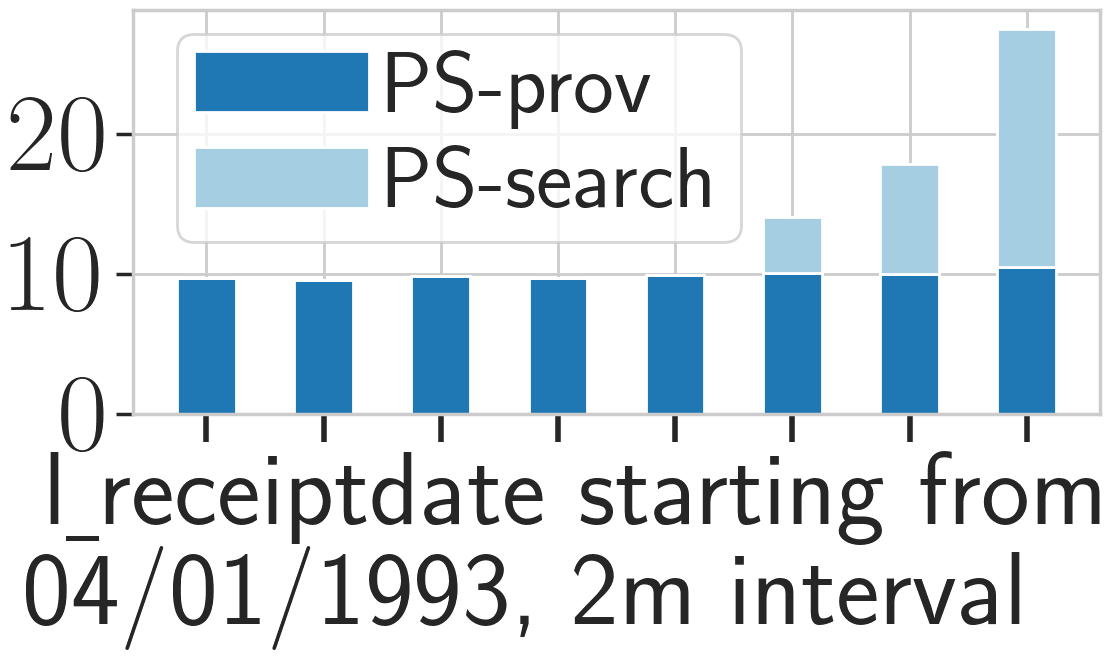 PS-prov
PS-search
20
10
0
l_receiptdate starting from
04/01/1993, 2m interval